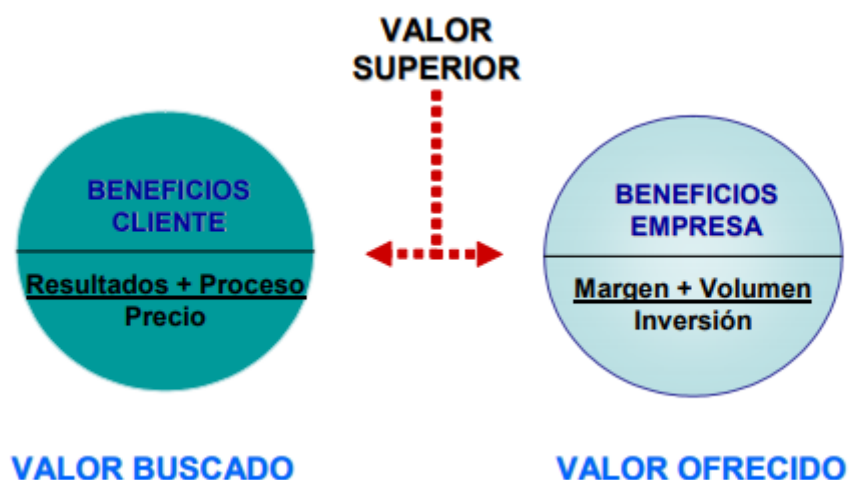 VALOR
SUPERIOR
BENEFICIOS
CLIENTE
Resultados + Proceso
Precio
BENEFICIOS
EMPRESA
Margen + Volumen
Inversión
VALOR BUSCADO
VALOR OFRECIDO